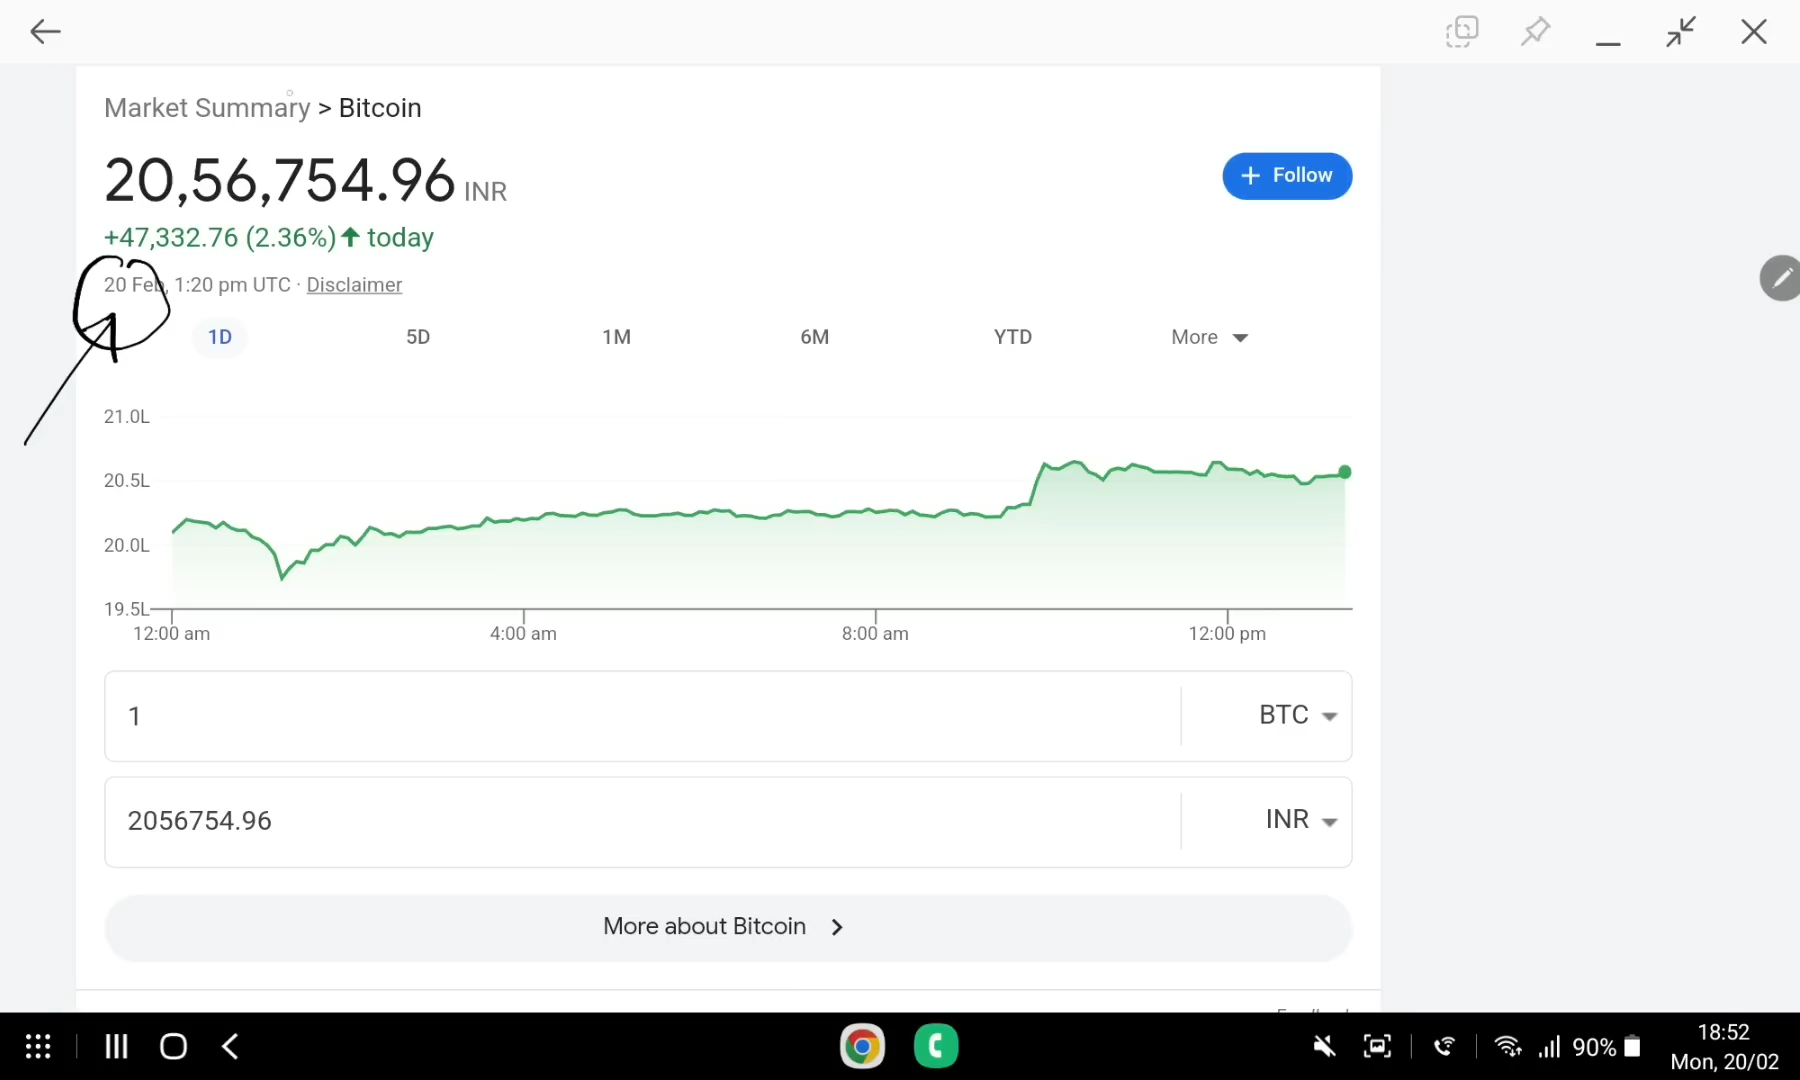 Market Summary > Bitcoin
20,56,754.96 INR
+ Follow
+47,332.76 (2.36%) ↑ today
20 Feb, 1:20 pm UTC · Disclaimer
1D 5D 1M 6M YTD More
21.0L
20.5L
20.0L
19.5L
12:00 am 4:00 am 8:00 am 12:00 pm
1 BTC
2056754.96 INR
More about Bitcoin >
90%
18:52
Mon, 20/02